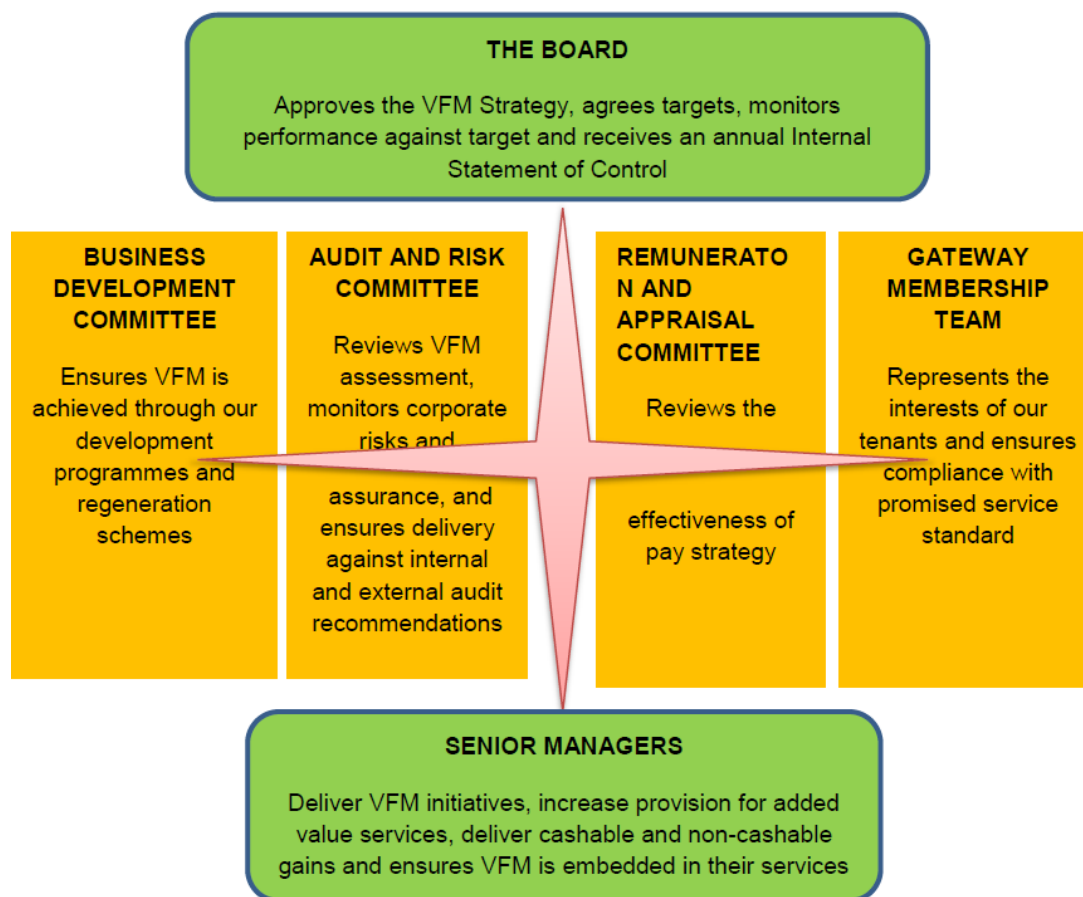 THE BOARD
Approves the VFM Strategy, agrees targets, monitors
performance against target and receives an annual Internal
Statement of Control
BUSINESS
DEVELOPMENT
COMMITTEE
Ensures VFM is
achieved through our
development
programmes and
regeneration
schemes
AUDIT AND RISK
COMMITTEE
Reviews VFM
assessment,
monitors corporate
risks and
assurance, and
ensures delivery
against internal
and external audit
recommendations
REMUNERATO
N AND
APPRAISAL
COMMITTEE
Reviews the
effectiveness of
pay strategy
GATEWAY
MEMBERSHIP
TEAM
Represents the
interests of our
tenants and ensures
compliance with
promised service
standard
SENIOR MANAGERS
Deliver VFM initiatives, increase provision for added
value services, deliver cashable and non-cashable
gains and ensures VFM is embedded in their services